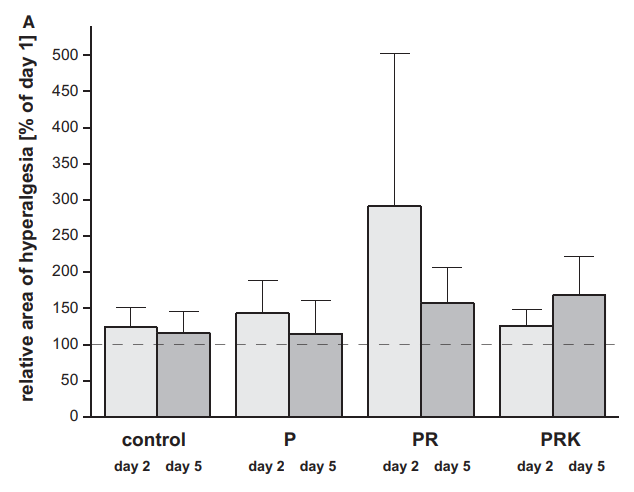 A
relative area of hyperalgesia [% of day 1]
500
450
400
350
300
250
200
150
100
50
0
control P PR PRK
day 2 day 5 day 2 day 5 day 2 day 5 day 2 day 5